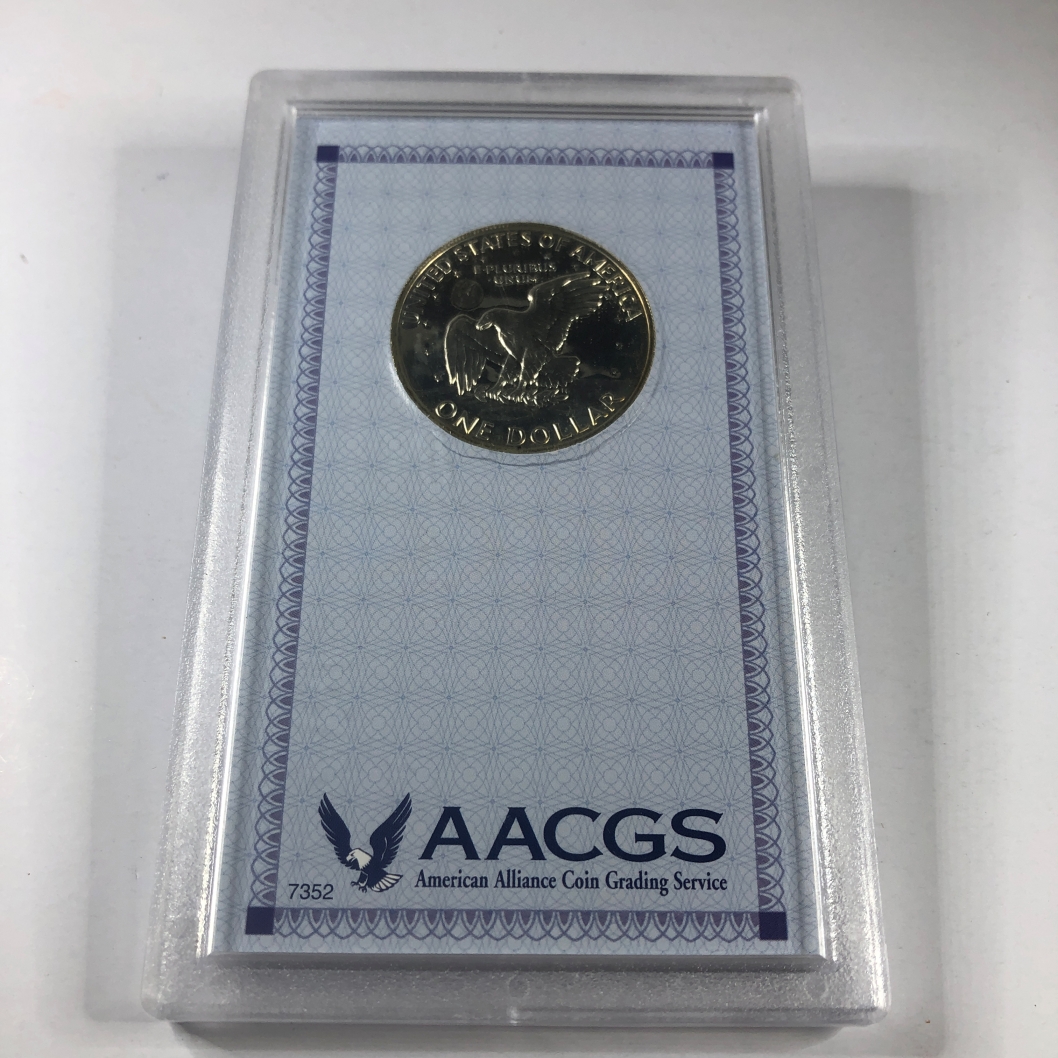 UNITED STATES OF AMERICA
E PLURIBUS
UNUM
ONE DOLLAR
AACGS
American Alliance Coin Grading Service
7352